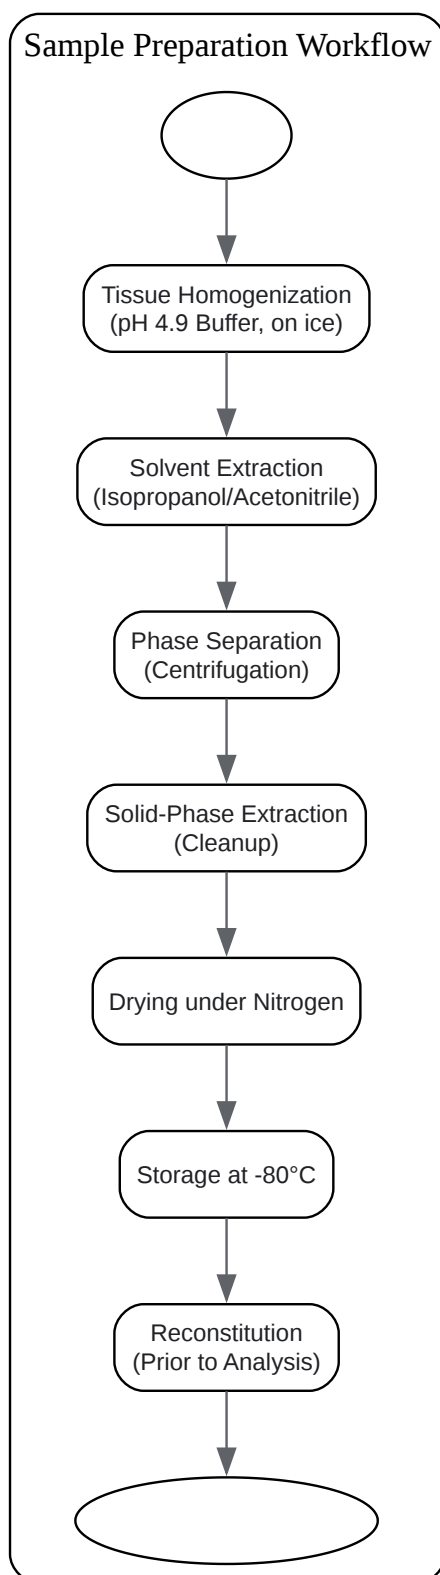 Sample Preparation Workflow
Tissue Homogenization
(pH 4.9 Buffer, on ice)
Solvent Extraction
(Isopropanol/Acetonitrile)
Phase Separation
(Centrifugation)
Solid-Phase Extraction
(Cleanup)
Drying under Nitrogen
Storage at -80°C
Reconstitution
(Prior to Analysis)